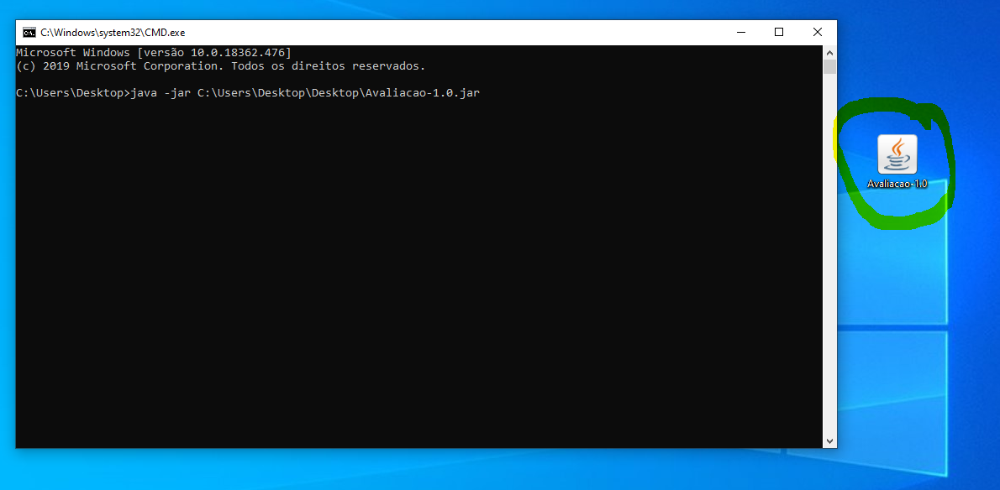 C:\Windows\system32\CMD.exe
Microsoft Windows [versão 10.0.18362.476]
(c) 2019 Microsoft Corporation. Todos os direitos reservados.
C:\Users\Desktop>java -jar C:\Users\Desktop\Desktop\Avaliacao-1.0.jar
Avaliacao-1.0